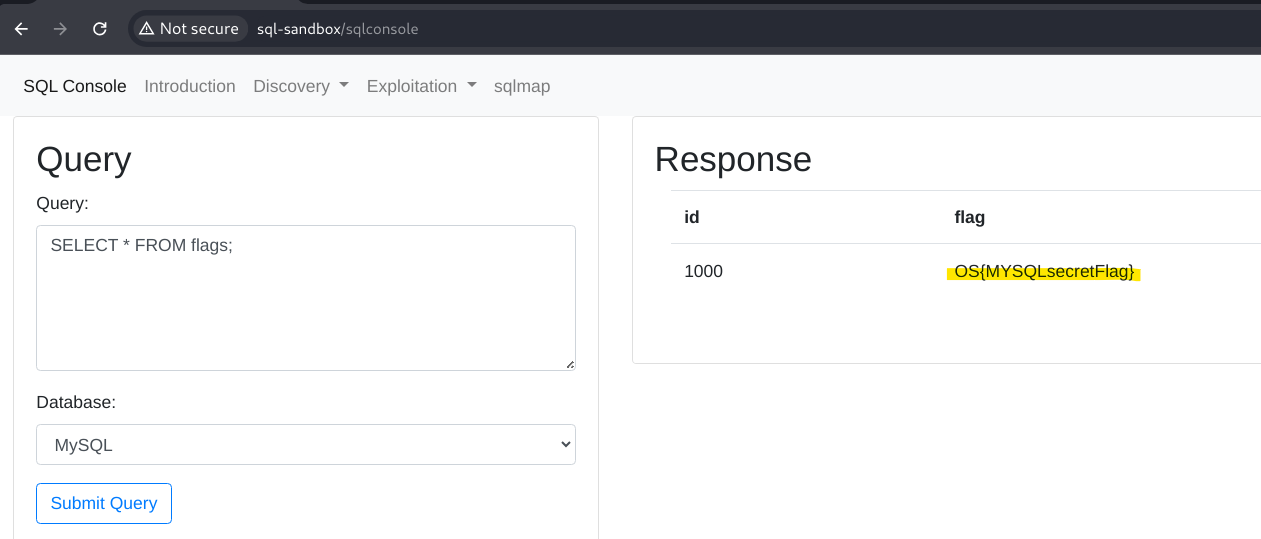 Not secure sql-sandbox/sqlconsole
SQL Console Introduction Discovery Exploitation sqlmap
Query
Query:
SELECT * FROM flags;
Database:
MySQL
Submit Query
Response
id flag
1000 OS{MYSQLsecretFlag}